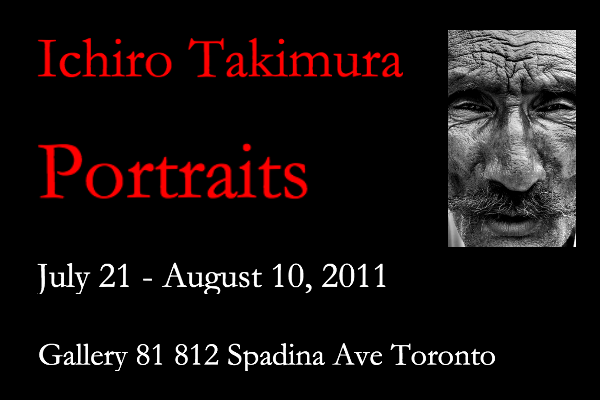 Ichiro Takimura
Portraits
July 21 - August 10, 2011
Gallery 81 812 Spadina Ave Toronto